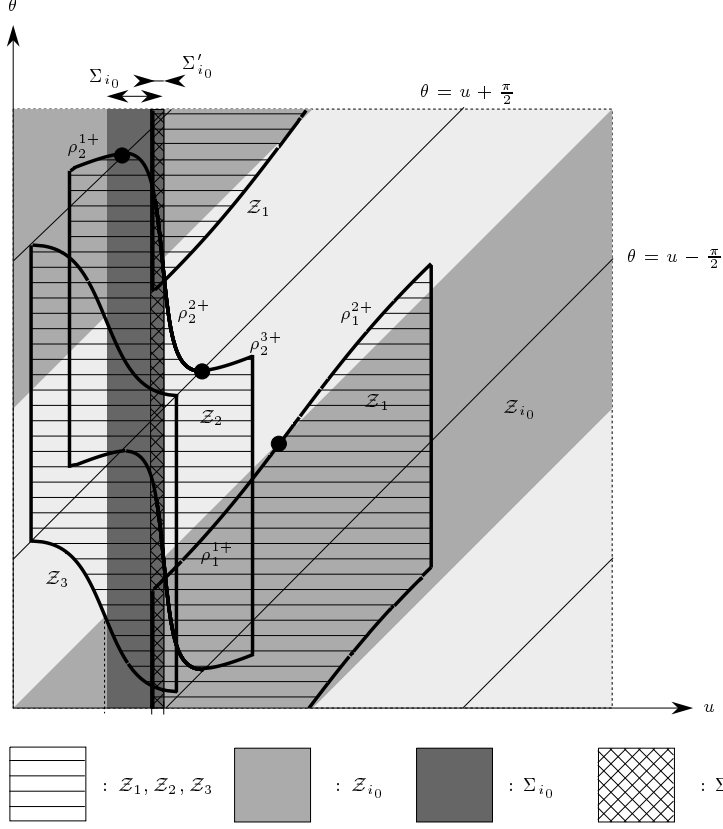 θ
Σ′_{i_0}
Σ_{i_0}
θ = u + π/2
ρ_2^{1+}
𝒵_1
θ = u − π/2
ρ_2^{2+}
ρ_1^{2+}
ρ_2^{3+}
𝒵_1
𝒵_{i_0}
𝒵_2
ρ_1^{1+}
𝒵_3
u
: 𝒵_1, 𝒵_2, 𝒵_3 : 𝒵_{i_0} : Σ_{i_0} : Σ